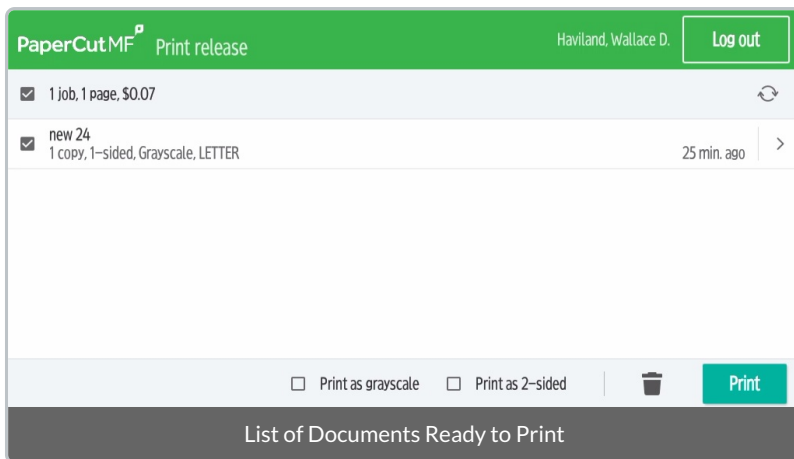 PaperCut MF Print release Haviland, Wallace D. Log out
1 job, 1 page, $0.07
new 24
1 copy, 1-sided, Grayscale, LETTER 25 min. ago
Print as grayscale Print as 2-sided Print
List of Documents Ready to Print